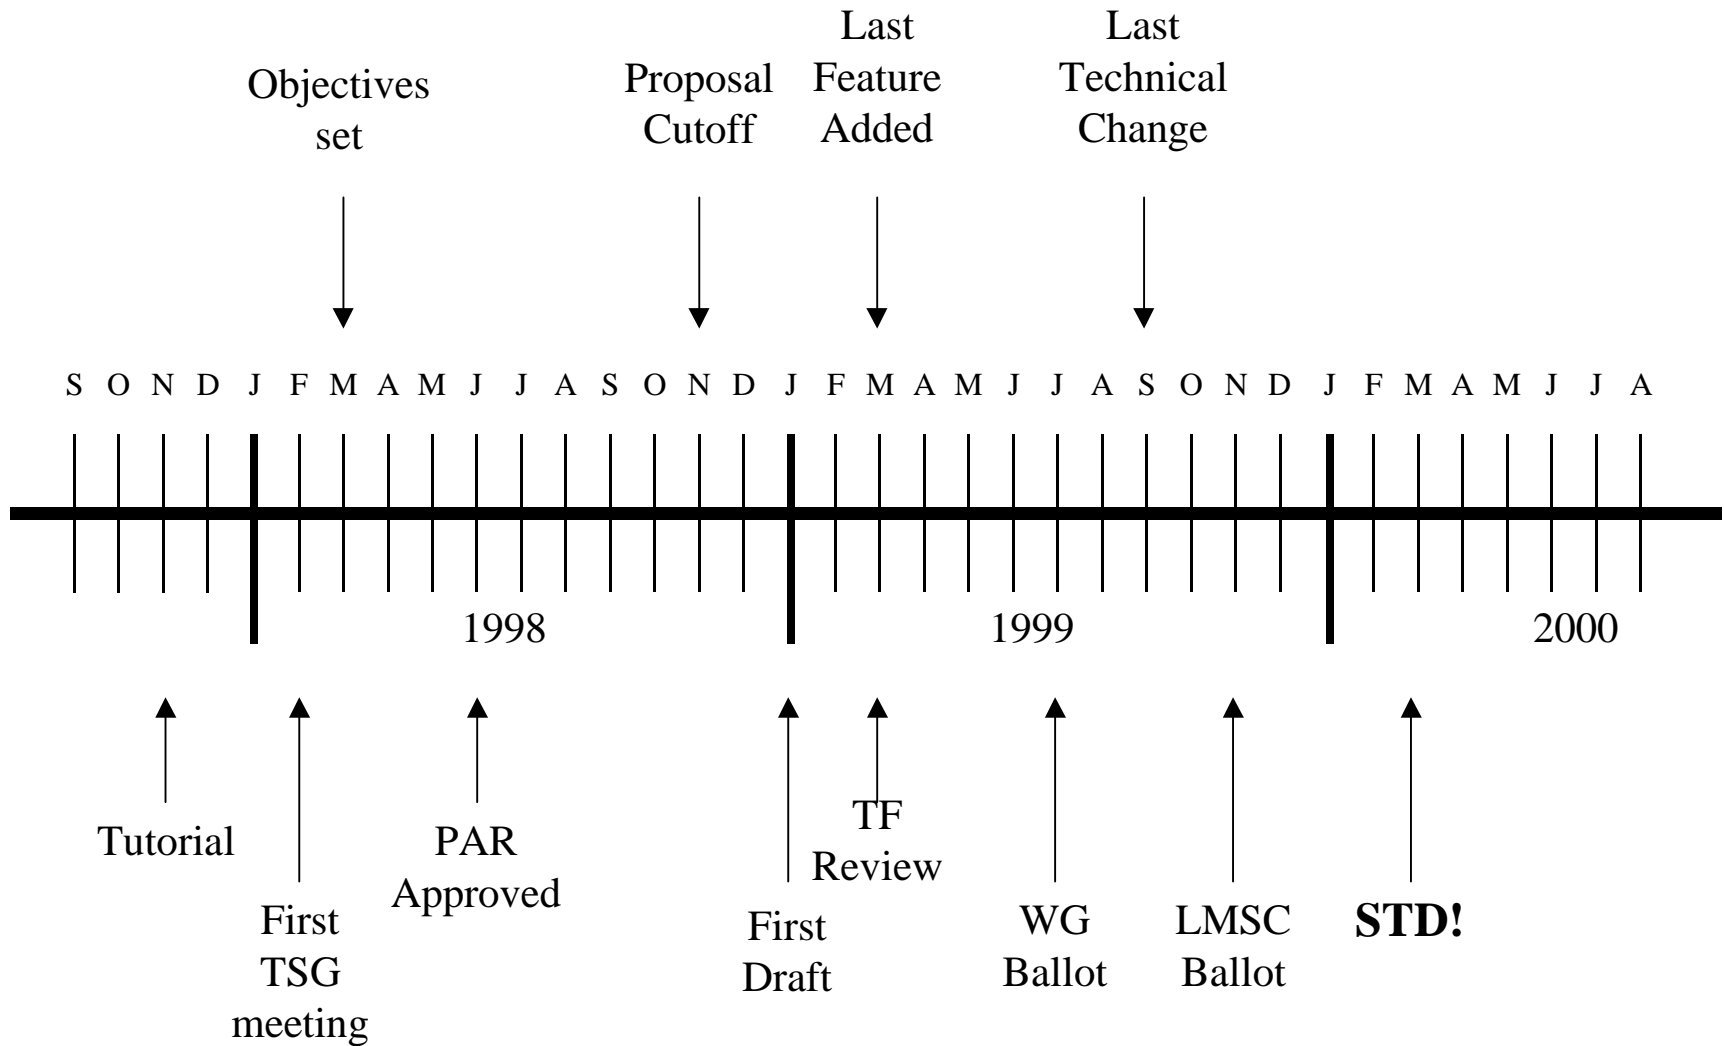 Objectives
set
Proposal
Cutoff
Last
Feature
Added
Last
Technical
Change
S O N D J F M A M J J A S O N D J F M A M J J A S O N D J F M A M J J A
1998 1999 2000
Tutorial
First
TSG
meeting
PAR
Approved
First
Draft
TF
Review
WG
Ballot
LMSC
Ballot
STD!